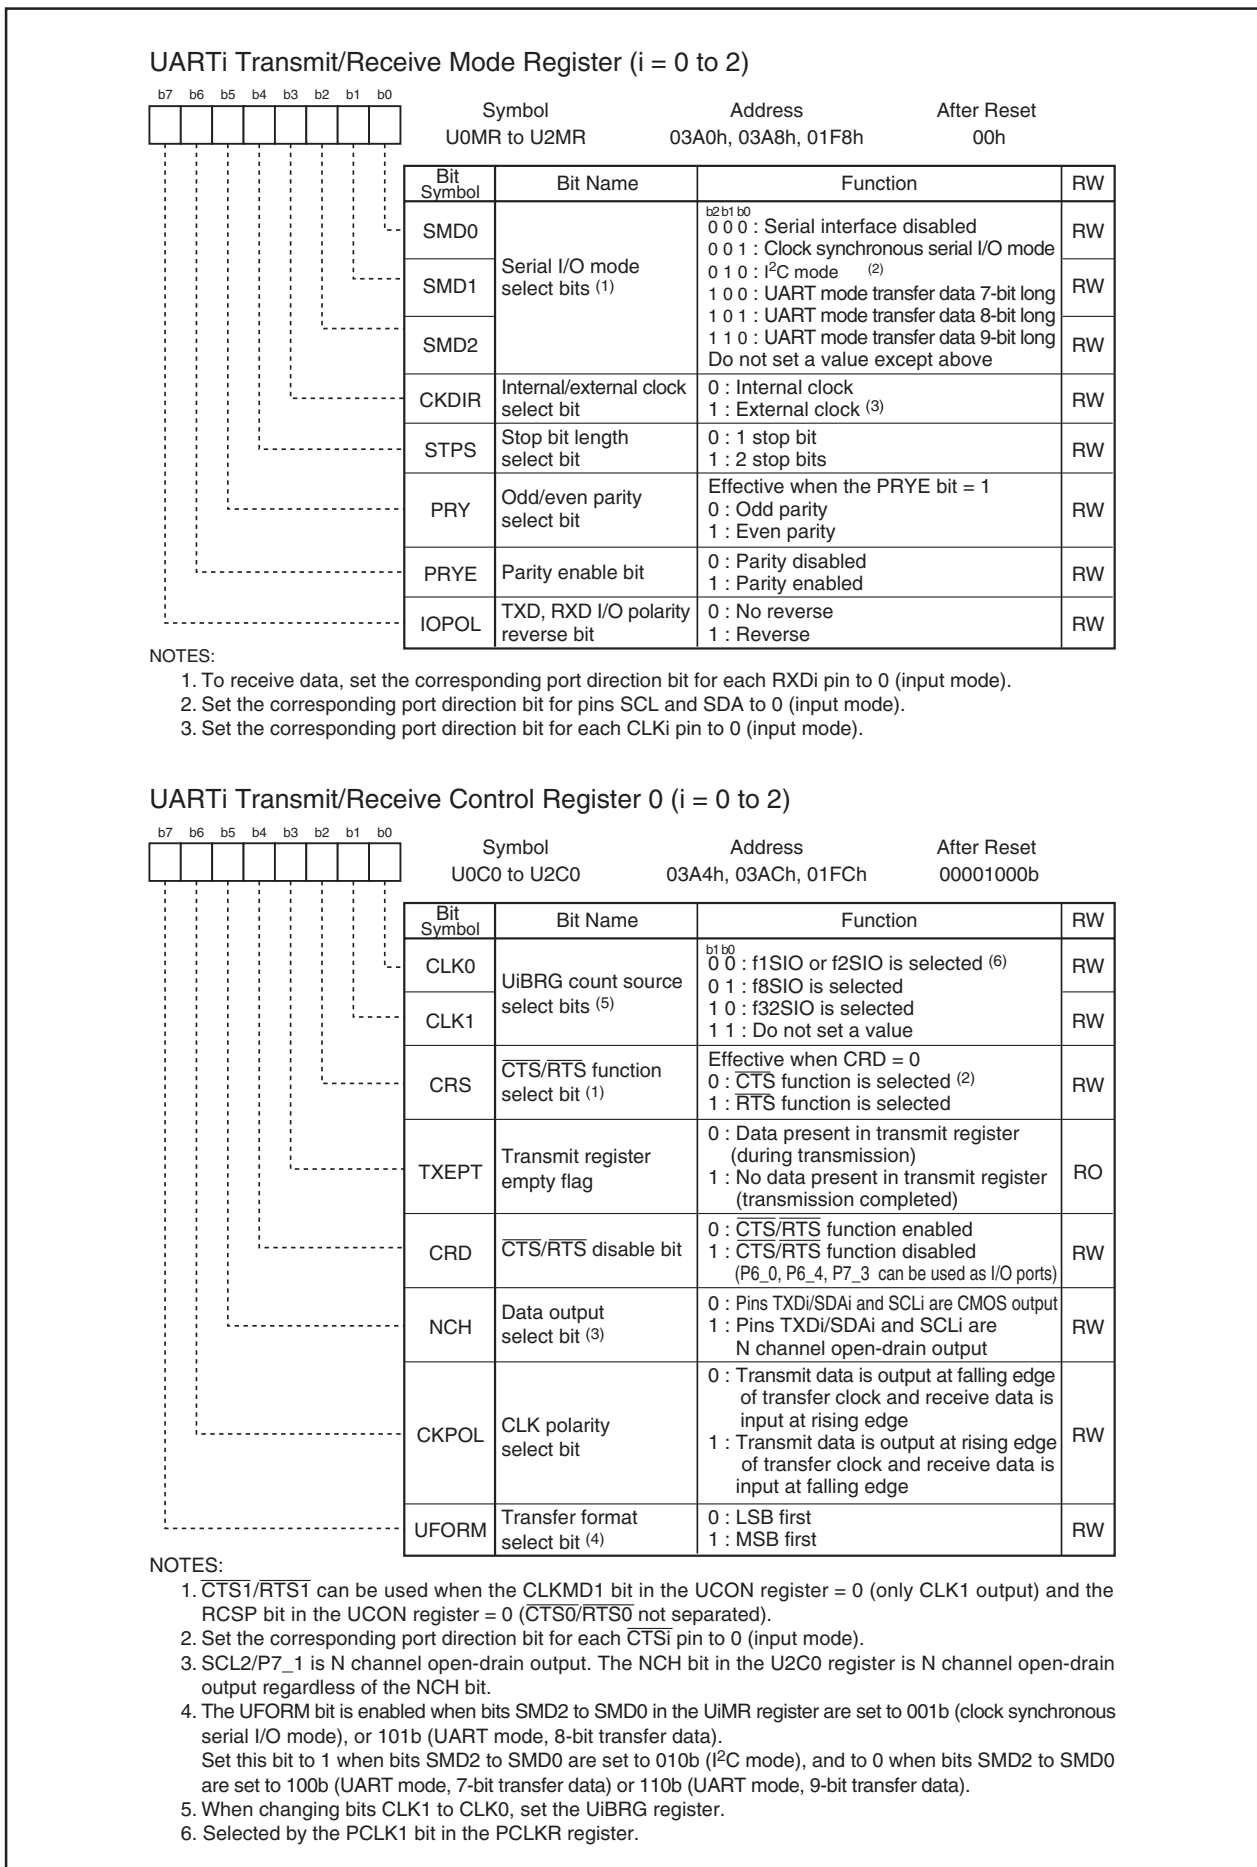 UARTi Transmit/Receive Mode Register (i = 0 to 2)
b7 b6 b5 b4 b3 b2 b1 b0
Symbol Address After Reset
U0MR to U2MR 03A0h, 03A8h, 01F8h 00h
Bit Symbol Bit Name Function RW
SMD0 RW
SMD1 RW
SMD2 RW
Serial I/O mode
select bits (1)
b2 b1 b0
0 0 0 : Serial interface disabled
0 0 1 : Clock synchronous serial I/O mode
0 1 0 : I2C mode (2)
1 0 0 : UART mode transfer data 7-bit long
1 0 1 : UART mode transfer data 8-bit long
1 1 0 : UART mode transfer data 9-bit long
Do not set a value except above
CKDIR
Internal/external clock
select bit
0 : Internal clock
1 : External clock (3)
RW
STPS
Stop bit length
select bit
0 : 1 stop bit
1 : 2 stop bits
RW
PRY
Odd/even parity
select bit
Effective when the PRYE bit = 1
0 : Odd parity
1 : Even parity
RW
PRYE
Parity enable bit
0 : Parity disabled
1 : Parity enabled
RW
IOPOL
TXD, RXD I/O polarity
reverse bit
0 : No reverse
1 : Reverse
RW
NOTES:
1. To receive data, set the corresponding port direction bit for each RXDi pin to 0 (input mode).
2. Set the corresponding port direction bit for pins SCL and SDA to 0 (input mode).
3. Set the corresponding port direction bit for each CLKi pin to 0 (input mode).
UARTi Transmit/Receive Control Register 0 (i = 0 to 2)
b7 b6 b5 b4 b3 b2 b1 b0
Symbol Address After Reset
U0C0 to U2C0 03A4h, 03ACh, 01FCh 00001000b
Bit Symbol Bit Name Function RW
CLK0 RW
CLK1 RW
UiBRG count source
select bits (5)
b1 b0
0 0 : f1SIO or f2SIO is selected (6)
0 1 : f8SIO is selected
1 0 : f32SIO is selected
1 1 : Do not set a value
CRS
CTS/RTS function
select bit (1)
Effective when CRD = 0
0 : CTS function is selected (2)
1 : RTS function is selected
RW
TXEPT
Transmit register
empty flag
0 : Data present in transmit register
(during transmission)
1 : No data present in transmit register
(transmission completed)
RO
CRD
CTS/RTS disable bit
0 : CTS/RTS function enabled
1 : CTS/RTS function disabled
(P6_0, P6_4, P7_3 can be used as I/O ports)
RW
NCH
Data output
select bit (3)
0 : Pins TXDi/SDAi and SCLi are CMOS output
1 : Pins TXDi/SDAi and SCLi are
N channel open-drain output
RW
CKPOL
CLK polarity
select bit
0 : Transmit data is output at falling edge
of transfer clock and receive data is
input at rising edge
1 : Transmit data is output at rising edge
of transfer clock and receive data is
input at falling edge
RW
UFORM
Transfer format
select bit (4)
0 : LSB first
1 : MSB first
RW
NOTES:
1. CTS1/RTS1 can be used when the CLKMD1 bit in the UCON register = 0 (only CLK1 output) and the
RCSP bit in the UCON register = 0 (CTS0/RTS0 not separated).
2. Set the corresponding port direction bit for each CTSi pin to 0 (input mode).
3. SCL2/P7_1 is N channel open-drain output. The NCH bit in the U2C0 register is N channel open-drain
output regardless of the NCH bit.
4. The UFORM bit is enabled when bits SMD2 to SMD0 in the UiMR register are set to 001b (clock synchronous
serial I/O mode), or 101b (UART mode, 8-bit transfer data).
Set this bit to 1 when bits SMD2 to SMD0 are set to 010b (I2C mode), and to 0 when bits SMD2 to SMD0
are set to 100b (UART mode, 7-bit transfer data) or 110b (UART mode, 9-bit transfer data).
5. When changing bits CLK1 to CLK0, set the UiBRG register.
6. Selected by the PCLK1 bit in the PCLKR register.